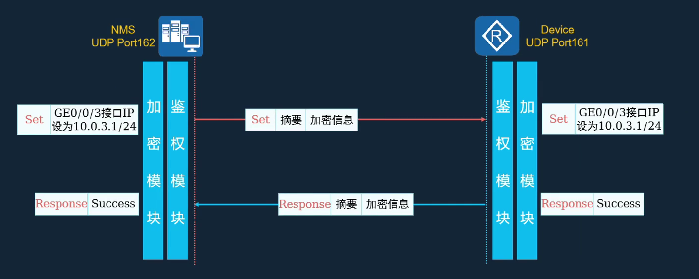 NMS
UDP Port162
R
Device
UDP Port161
Set
GE0/0/3接口IP
设为10.0.3.1/24
加密模块
鉴权模块
Set 摘要 加密信息
鉴权模块
加密模块
Set
GE0/0/3接口IP
设为10.0.3.1/24
Response Success
Response 摘要 加密信息
Response Success